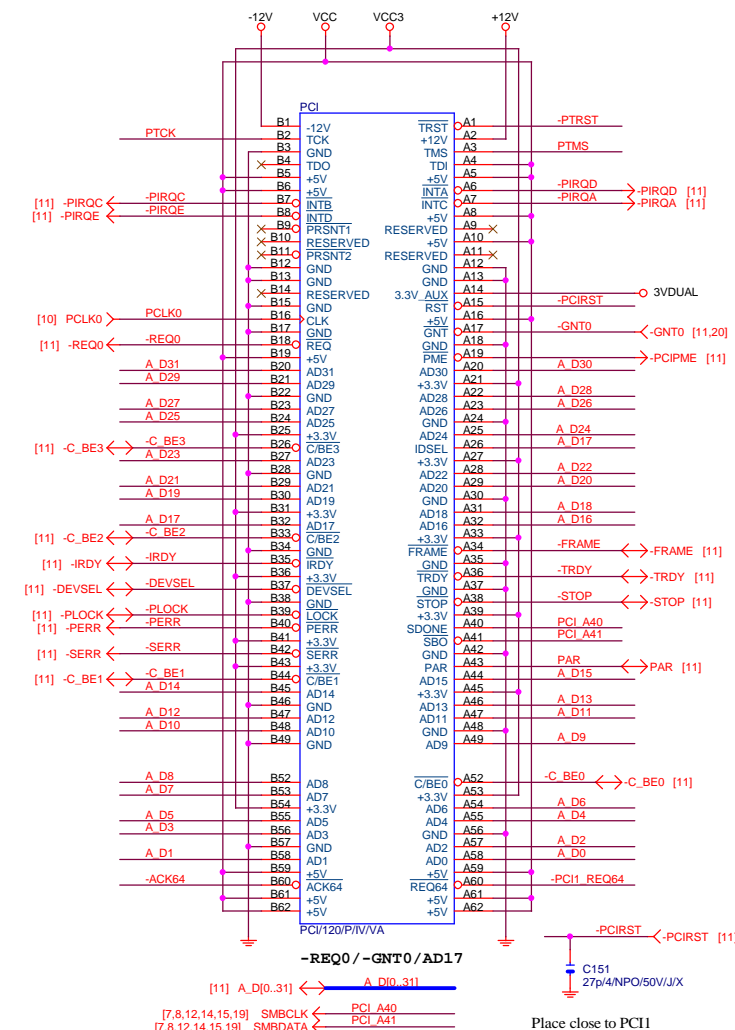 -12V VCC VCC3 +12V
PCI
B1 -12V TRST A1 -PTRST
PTCK B2 TCK +12V A2
B3 GND TMS A3 PTMS
B4 TDO TDI A4
B5 +5V +5V A5
B6 +5V INTA A6 -PIRQD -PIRQD [11]
[11] -PIRQC -PIRQC B7 INTB INTC A7 -PIRQA -PIRQA [11]
[11] -PIRQE -PIRQE B8 INTD +5V A8
B9 PRSNT1 RESERVED A9
B10 RESERVED +5V A10
B11 PRSNT2 RESERVED A11
B12 GND GND A12
B13 GND GND A13
B14 RESERVED 3.3V_AUX A14 3VDUAL
B15 GND RST A15 -PCIRST
[10] PCLK0 PCLK0 B16 CLK +5V A16
B17 GND GNT A17 -GNT0 -GNT0 [11,20]
[11] -REQ0 -REQ0 B18 REQ GND A18
B19 +5V PME A19 -PCIPME [11]
A_D31 B20 AD31 AD30 A20 A_D30
A_D29 B21 AD29 +3.3V A21
B22 GND AD28 A22 A_D28
A_D27 B23 AD27 AD26 A23 A_D26
A_D25 B24 AD25 GND A24
B25 +3.3V AD24 A25 A_D24
[11] -C_BE3 -C_BE3 B26 C/BE3 IDSEL A26 A_D17
A_D23 B27 AD23 +3.3V A27
B28 GND AD22 A28 A_D22
A_D21 B29 AD21 AD20 A29 A_D20
A_D19 B30 AD19 GND A30
B31 +3.3V AD18 A31 A_D18
A_D17 B32 AD17 AD16 A32 A_D16
[11] -C_BE2 -C_BE2 B33 C/BE2 +3.3V A33
B34 GND FRAME A34 -FRAME -FRAME [11]
[11] -IRDY -IRDY B35 IRDY GND A35
B36 +3.3V TRDY A36 -TRDY -TRDY [11]
[11] -DEVSEL -DEVSEL B37 DEVSEL GND A37
B38 GND STOP A38 -STOP -STOP [11]
[11] -PLOCK -PLOCK B39 LOCK +3.3V A39
[11] -PERR -PERR B40 PERR SDONE A40 PCI_A40
B41 +3.3V SBO A41 PCI_A41
[11] -SERR -SERR B42 SERR GND A42
B43 +3.3V PAR A43 PAR PAR [11]
[11] -C_BE1 -C_BE1 B44 C/BE1 AD15 A44 A_D15
A_D14 B45 AD14 +3.3V A45
B46 GND AD13 A46 A_D13
A_D12 B47 AD12 AD11 A47 A_D11
A_D10 B48 AD10 GND A48
B49 GND AD9 A49 A_D9
A_D8 B52 AD8 C/BE0 A52 -C_BE0 -C_BE0 [11]
A_D7 B53 AD7 +3.3V A53
B54 +3.3V AD6 A54 A_D6
A_D5 B55 AD5 AD4 A55 A_D4
A_D3 B56 AD3 GND A56
B57 GND AD2 A57 A_D2
A_D1 B58 AD1 AD0 A58 A_D0
B59 +5V +5V A59
-ACK64 B60 ACK64 REQ64 A60 -PCI1_REQ64
B61 +5V +5V A61
B62 +5V +5V A62
PCI/120/P/IV/VA
-REQ0/-GNT0/AD17
-PCIRST -PCIRST [11]
C151
27p/4/NPO/50V/J/X
[11] A_D[0..31] A_D[0..31]
[7,8,12,14,15,19] SMBCLK PCI_A40
[7,8,12,14,15,19] SMBDATA PCI_A41
Place close to PCI1